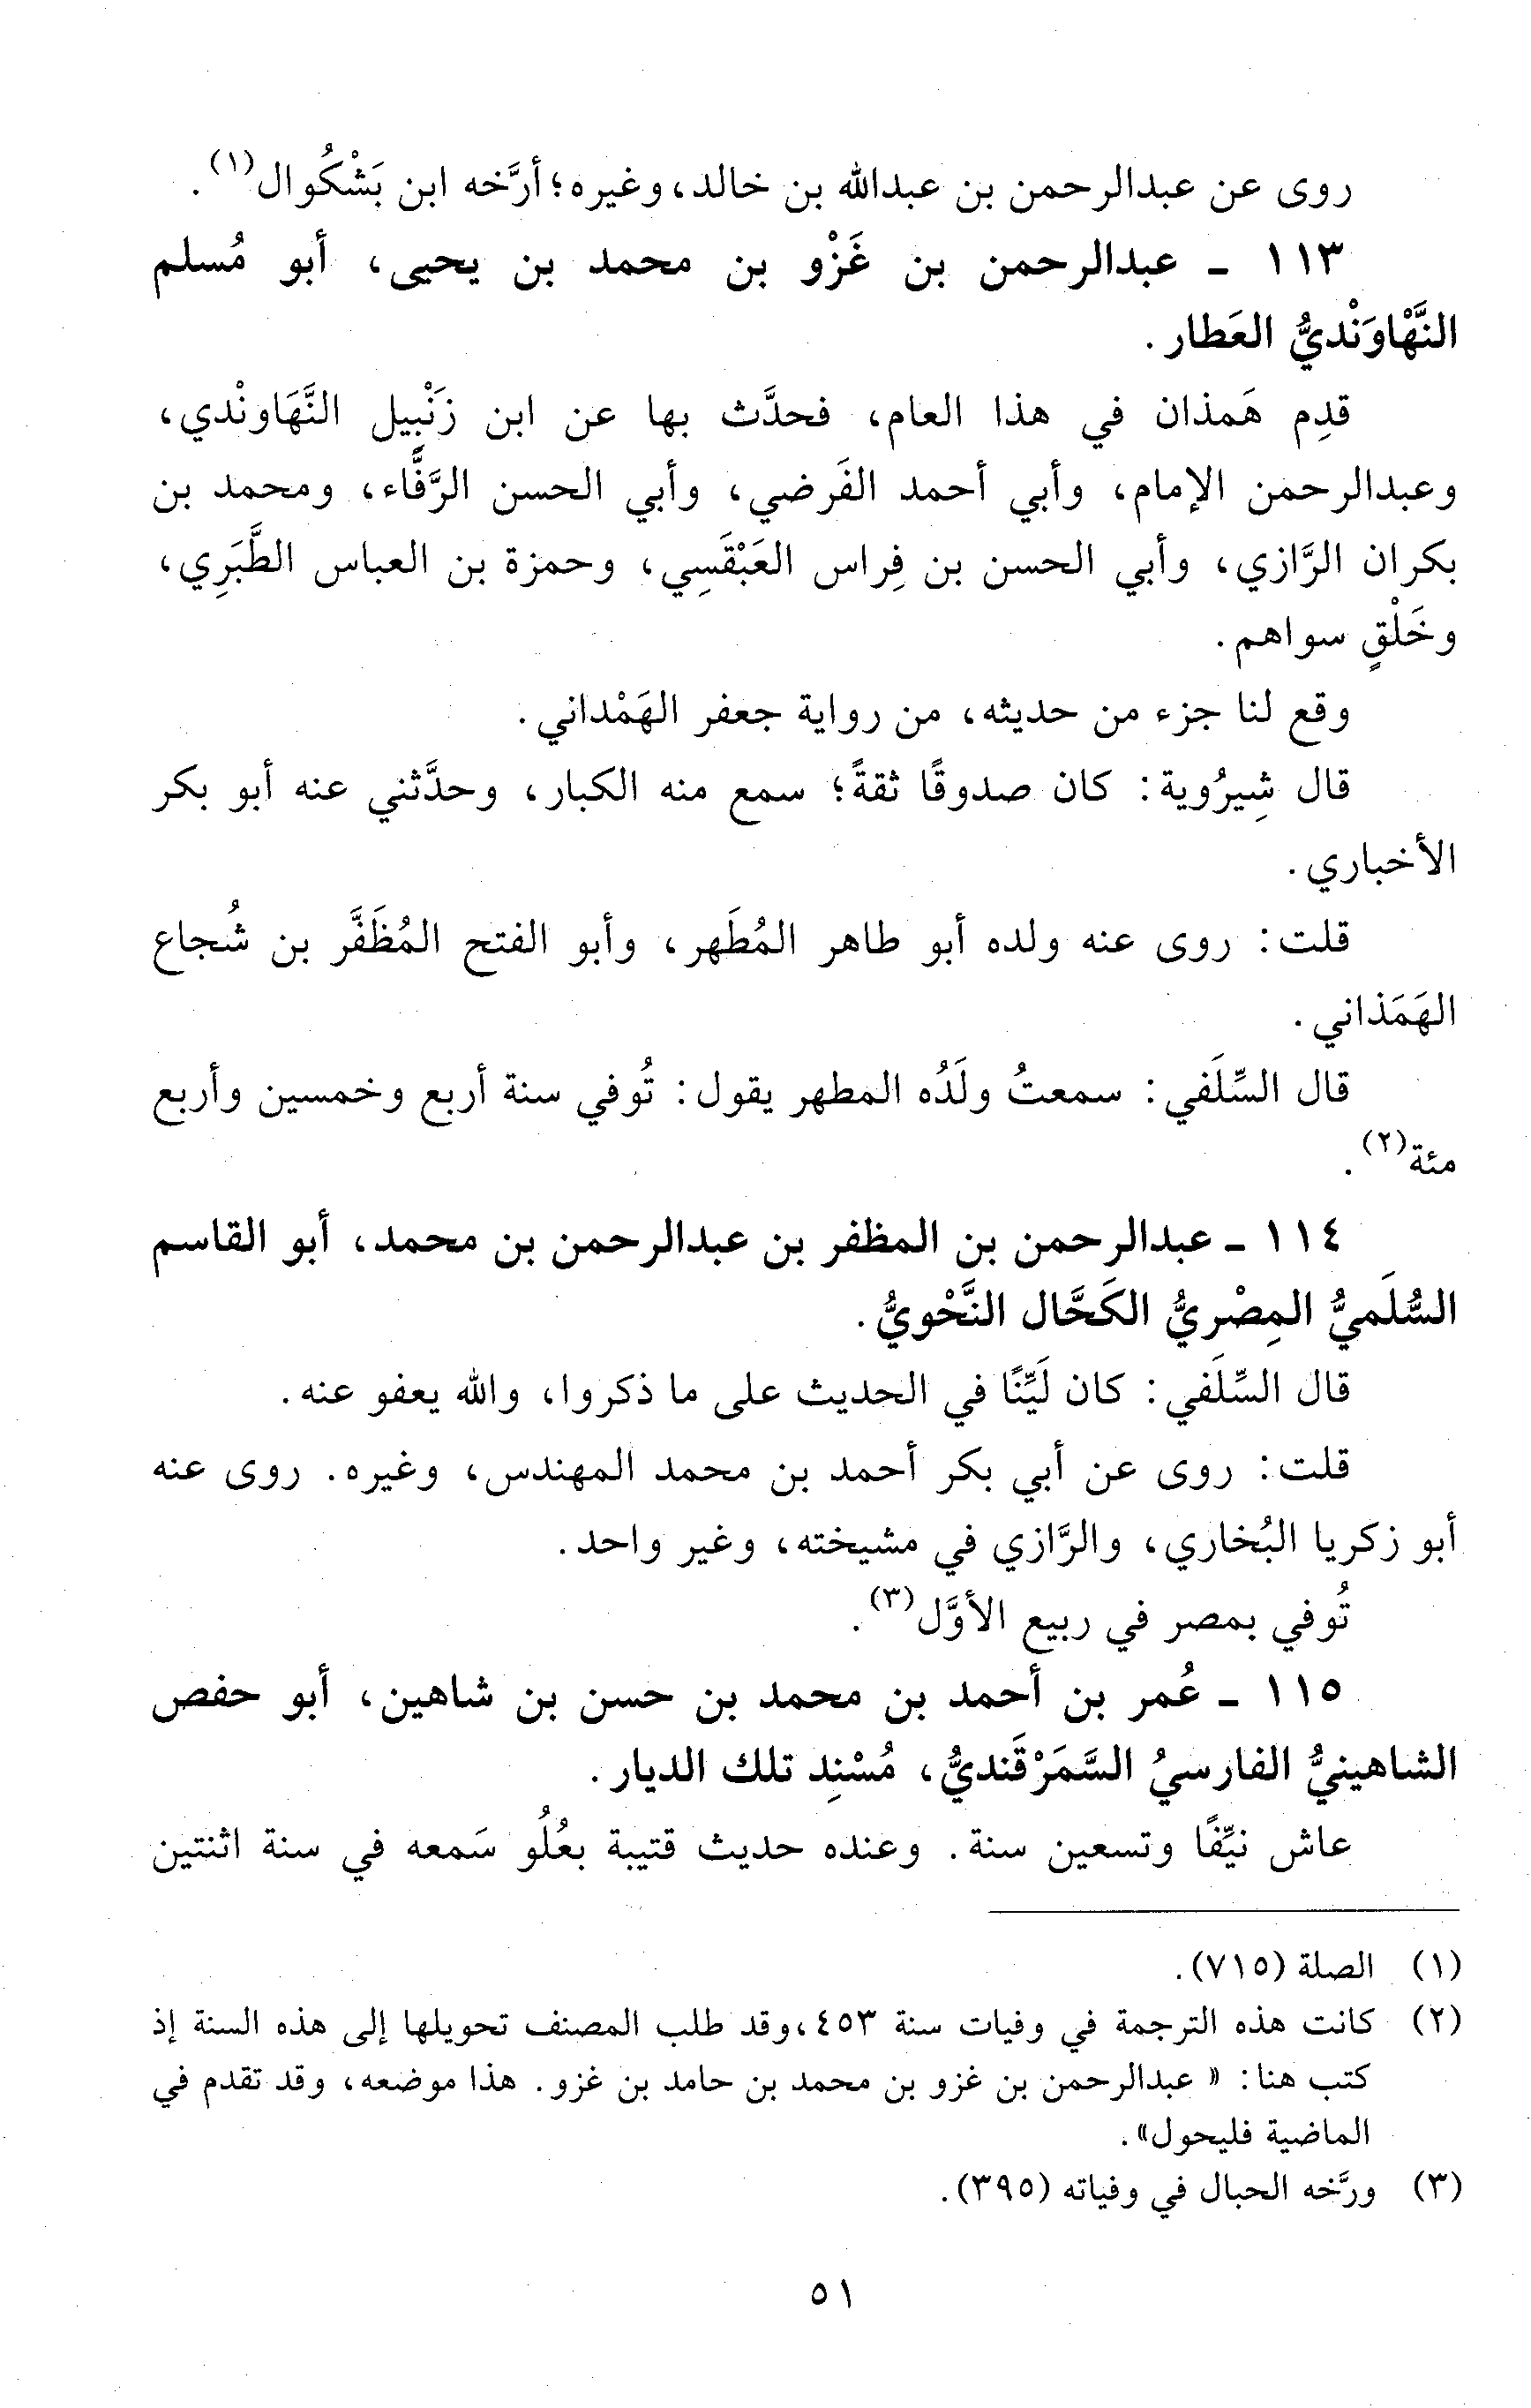 روى عن عبدالرحمن بن عبدالله بن خالد، وغيره؛ أرَّخه ابن بَشْكُوال(١).
١١٣ ـ عبدالرحمن بن غَزْو بن محمد بن يحيى، أبو مُسلم
النَّهْاوَنْديُّ العَطار.
قدِم هَمذان في هذا العام، فحدَّث بها عن ابن زَنْبِيل النَّهَاونْدي،
وعبدالرحمن الإمام، وأبي أحمد الفَرضي، وأبي الحسن الرَّفَّاء، ومحمد بن
بكران الرَّازي، وأبي الحسن بن فِراس العَبْقَسِي، وحمزة بن العباس الطَّبَرِي،
وخَلْقٍ سواهم.
وقع لنا جزء من حديثه، من رواية جعفر الهَمْداني.
قال شِيرُوية: كان صدوقًا ثقةً؛ سمع منه الكبار، وحدَّثني عنه أبو بكر
الأخباري.
قلت: روى عنه ولده أبو طاهر المُطَهر، وأبو الفتح المُظَفَّر بن شُجاع
الهَمَذاني.
قال السِّلَفي: سمعتُ ولَدُه المطهر يقول: تُوفي سنة أربع وخمسين وأربع
مئة(٢).
١١٤ ـ عبدالرحمن بن المظفر بن عبدالرحمن بن محمد، أبو القاسم
السُّلَميُّ المِصْريُّ الكَحَّال النَّحْويُّ.
قال السِّلَفي: كان لَيِّنًا في الحديث على ما ذكروا، والله يعفو عنه.
قلت: روى عن أبي بكر أحمد بن محمد المهندس، وغيره. روى عنه
أبو زكريا البُخاري، والرَّازي في مشيخته، وغير واحد.
تُوفي بمصر في ربيع الأوَّل(٣).
١١٥ ـ عُمر بن أحمد بن محمد بن حسن بن شاهين، أبو حفص
الشاهينيُّ الفارسيُ السَّمَرْقَنديُّ، مُسْنِد تلك الديار.
عاش نيِّفًا وتسعين سنة. وعنده حديث قتيبة بعُلُو سَمعه في سنة اثنتين
(١) الصلة (٧١٥).
(٢) كانت هذه الترجمة في وفيات سنة ٤٥٣، وقد طلب المصنف تحويلها إلى هذه السنة إذ
كتب هنا: «عبدالرحمن بن غزو بن محمد بن حامد بن غزو. هذا موضعه، وقد تقدم في
الماضية فليحول».
(٣) ورَّخه الحبال في وفياته (٣٩٥).
٥١